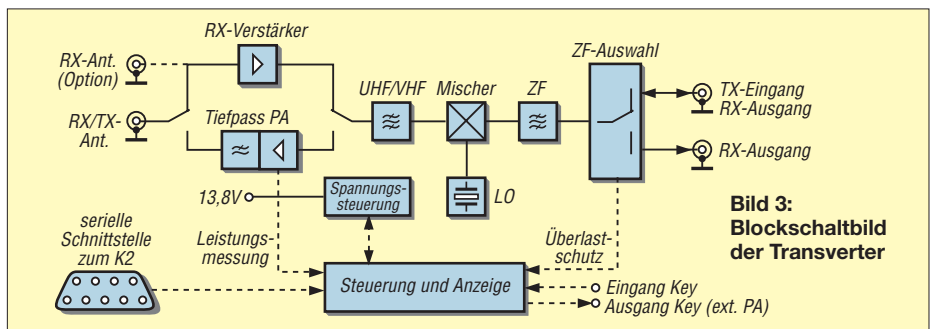 RX-Verstärker
ZF-Auswahl
RX-Ant.
(Option)
UHF/VHF
Mischer
ZF
TX-Eingang
RX-Ausgang
RX/TX-
Ant.
Tiefpass PA
RX-Ausgang
13,8V
Spannungs-
steuerung
LO
Bild 3:
Blockschaltbild
der Transverter
serielle
Schnittstelle
zum K2
Leistungs-
messung
Überlast-
schutz
Steuerung und Anzeige
Eingang Key
Ausgang Key (ext. PA)